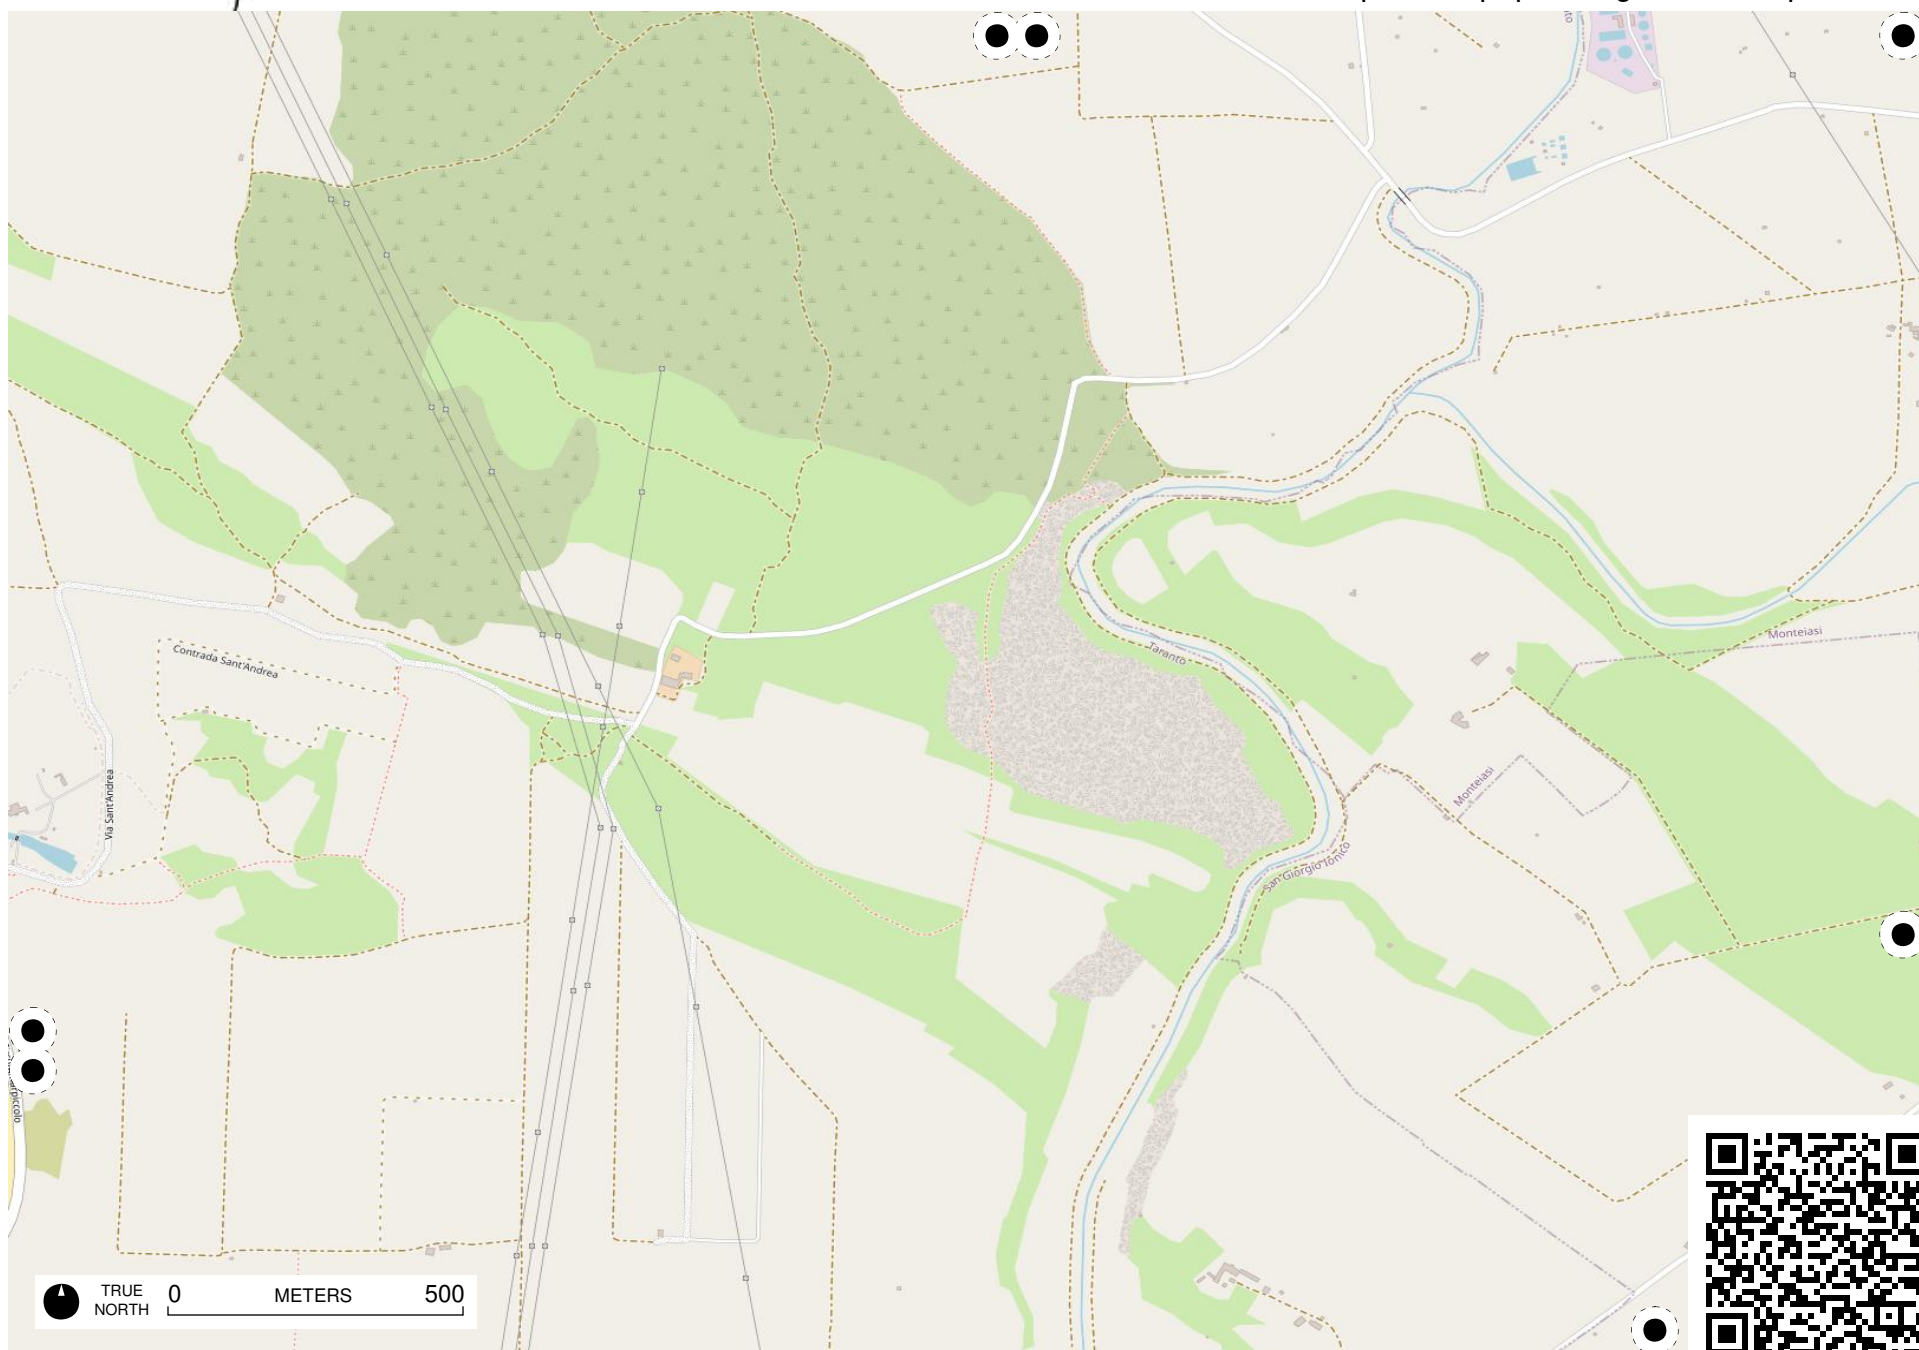 Contrada Sant'Andrea
Via Sant'Andrea
Taranto
Monteiasi
Monteiasi
San Giorgio Ionico
TRUE
NORTH
0 METERS 500